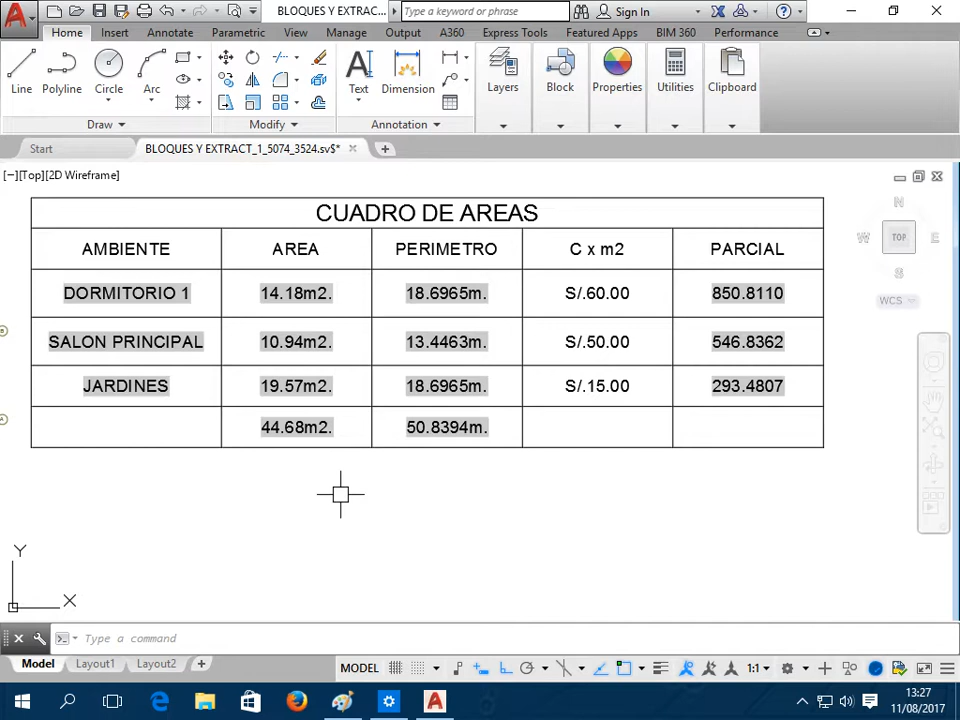 BLOQUES Y EXTRAC...
Type a keyword or phrase
Sign In
Home Insert Annotate Parametric View Manage Output A360 Express Tools Featured Apps BIM 360 Performance
Line Polyline Circle Arc Text Dimension Layers Block Properties Utilities Clipboard
Draw Modify Annotation
Start BLOQUES Y EXTRACT_1_5074_3524.sv$*
[−][Top][2D Wireframe]
N
W TOP E
S
WCS
CUADRO DE AREAS
AMBIENTE AREA PERIMETRO C x m2 PARCIAL
DORMITORIO 1 14.18m2. 18.6965m. S/.60.00 850.8110
SALON PRINCIPAL 10.94m2. 13.4463m. S/.50.00 546.8362
JARDINES 19.57m2. 18.6965m. S/.15.00 293.4807
44.68m2. 50.8394m.
Y
X
Type a command
Model Layout1 Layout2 MODEL 1:1
13:27
11/08/2017